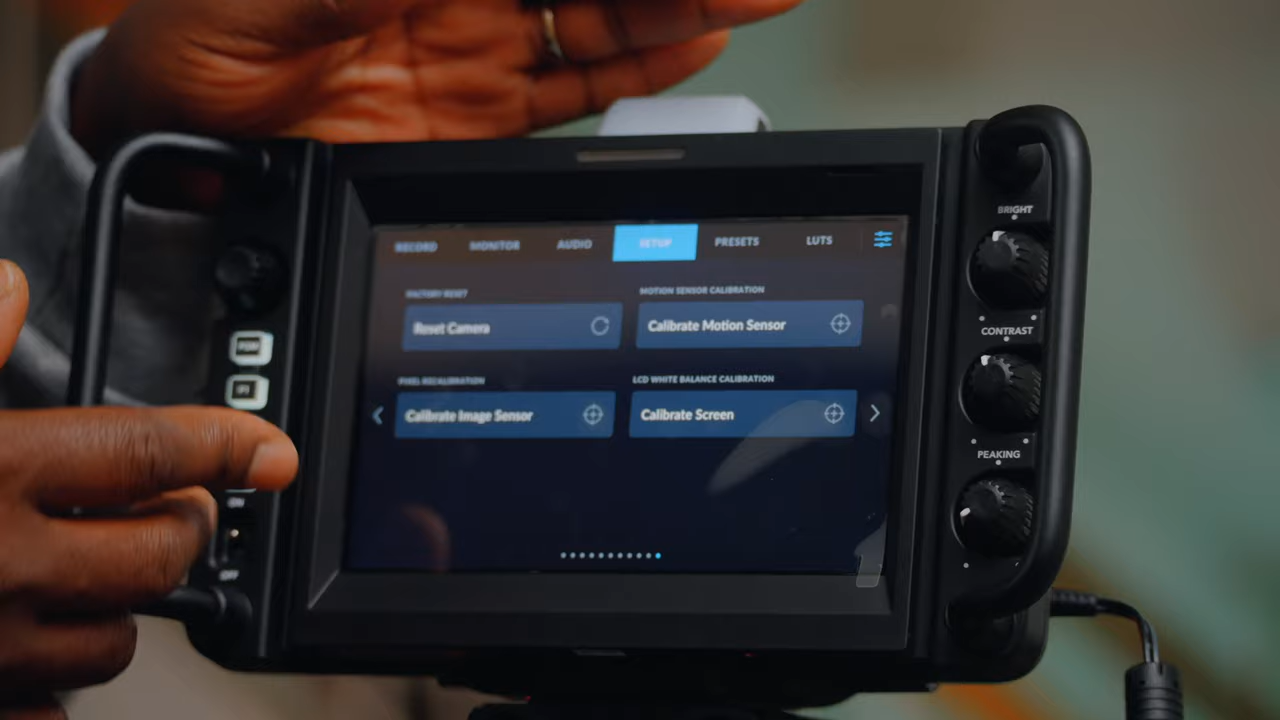 RECORD MONITOR AUDIO SETUP PRESETS LUTS
BRIGHT
FACTORY RESET
MOTION SENSOR CALIBRATION
Reset Camera
Calibrate Motion Sensor
CONTRAST
PIXEL RECALIBRATION
LCD WHITE BALANCE CALIBRATION
Calibrate Image Sensor
Calibrate Screen
PEAKING
ON
OFF